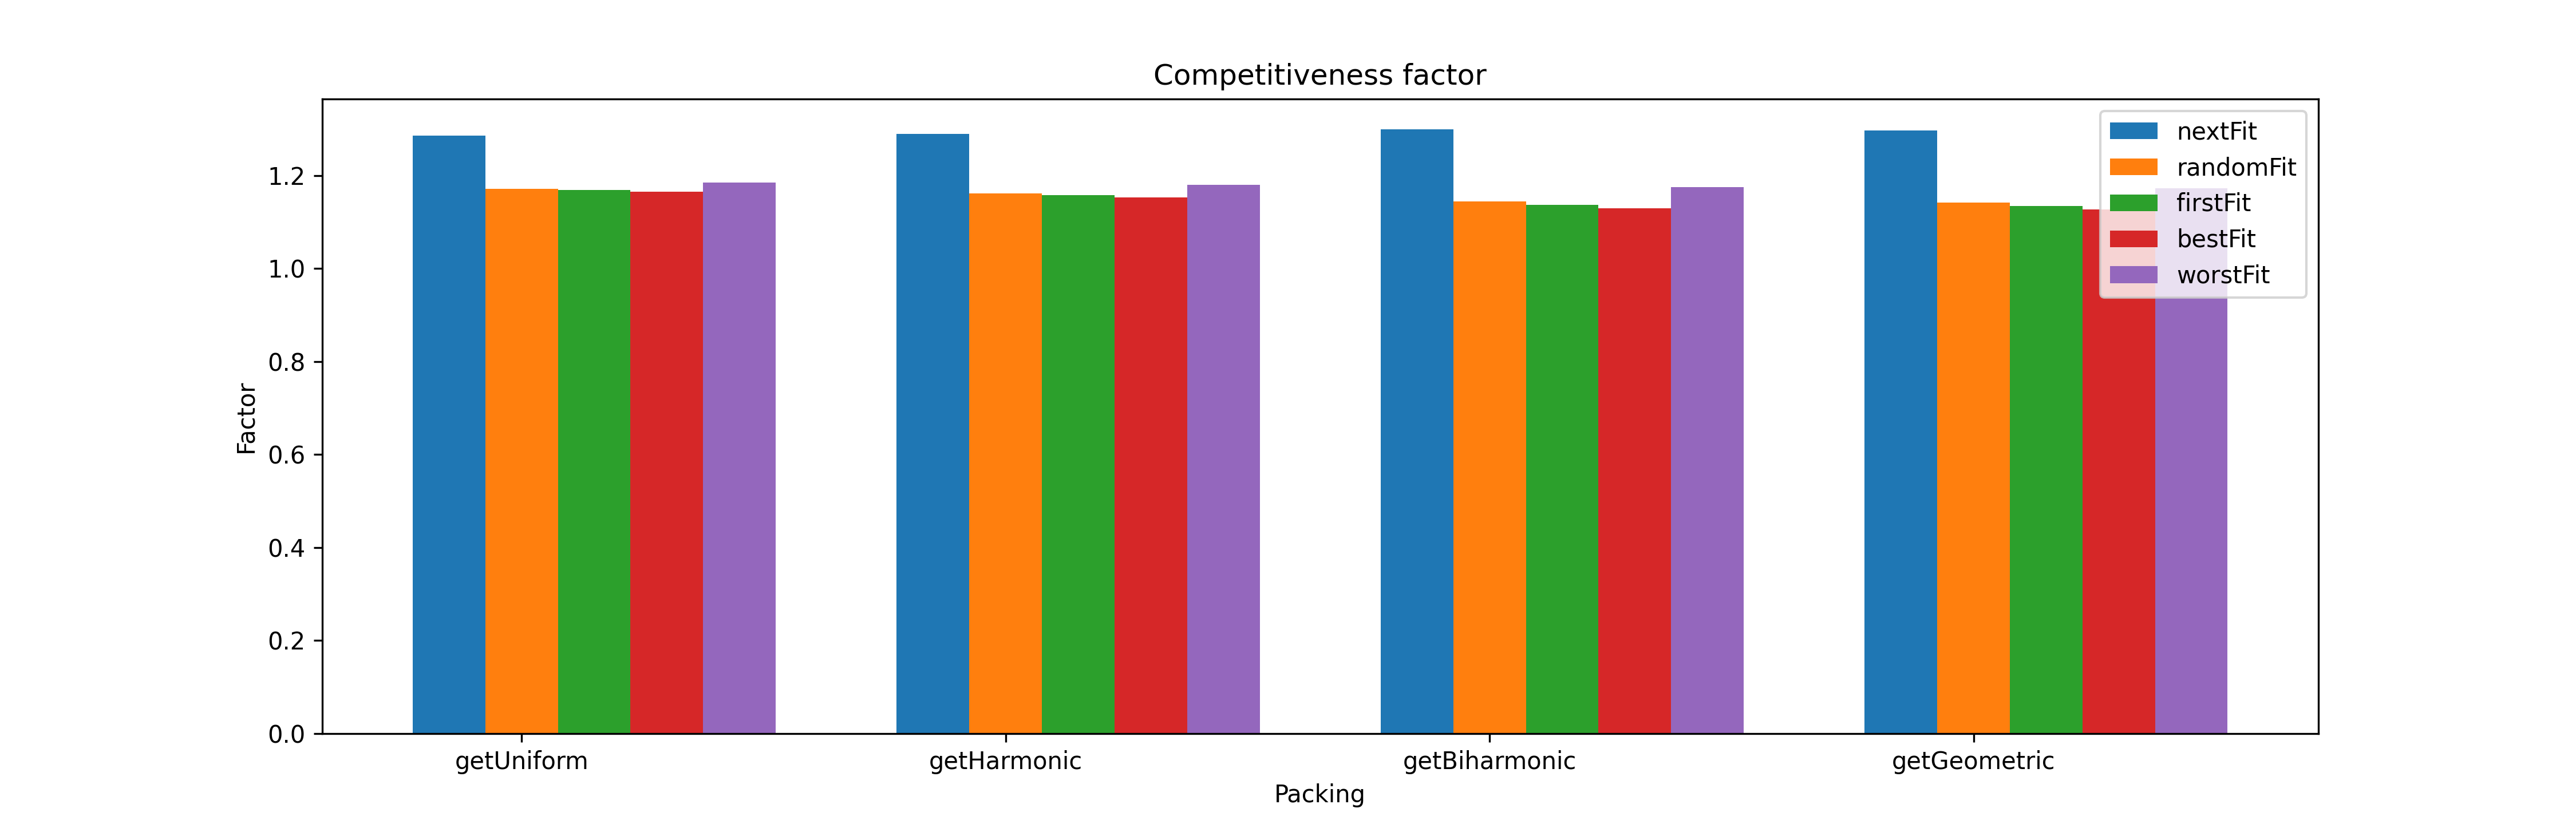 Competitiveness factor
nextFit
randomFit
firstFit
bestFit
worstFit
1.2
1.0
0.8
0.6
0.4
0.2
0.0
Factor
getUniform
getHarmonic
getBiharmonic
getGeometric
Packing